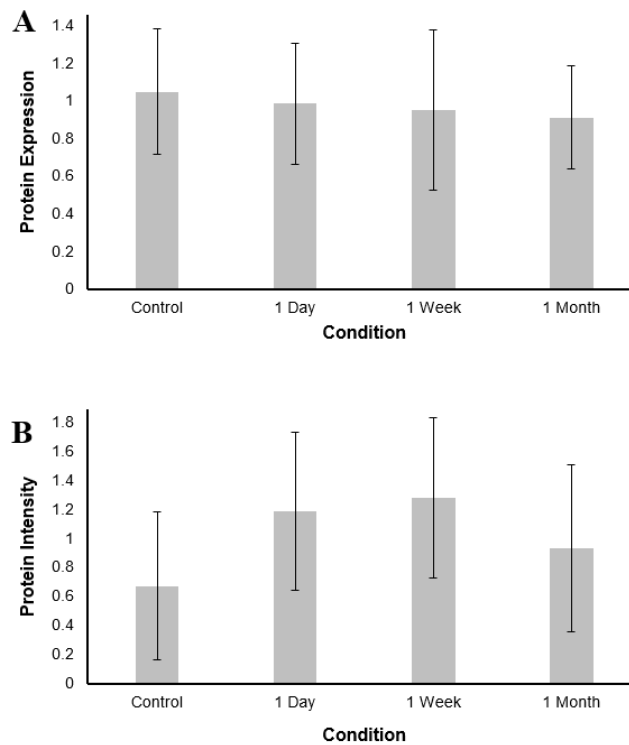 A
Protein Expression
1.4
1.2
1
0.8
0.6
0.4
0.2
0
Control 1 Day 1 Week 1 Month
Condition
B
Protein Intensity
1.8
1.6
1.4
1.2
1
0.8
0.6
0.4
0.2
0
Control 1 Day 1 Week 1 Month
Condition